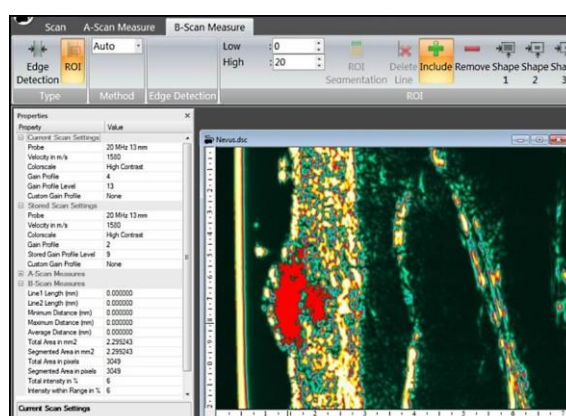 Scan A-Scan Measure B-Scan Measure
Auto
Low : 0
High : 20
Edge Detection
ROI
ROI Segmentation
Delete Line
Include
Remove
Shape 1
Shape 2
Sha
Type Method Edge Detection ROI
Properties
Property Value
Current Scan Settings
Probe 20 MHz 13 mm
Velocity in m/s 1580
Colorscale High Contrast
Gain Profile 4
Gain Profile Level 13
Custom Gain Profile None
Stored Scan Settings
Probe 20 MHz 13 mm
Velocity in m/s 1580
Colorscale High Contrast
Gain Profile 2
Stored Gain Profile Level 9
Custom Gain Profile None
A-Scan Measures
B-Scan Measures
Line1 Length (mm) 0.000000
Line2 Length (mm) 0.000000
Minimum Distance (mm) 0.000000
Maximum Distance (mm) 0.000000
Average Distance (mm) 0.000000
Total Area in mm2 2.299243
Segmented Area in mm2 2.299243
Total Area in pixels 3049
Segmented Area in pixels 3049
Total intensity in % 6
Intensity within Range in % 6
Current Scan Settings
Nevus.dsc